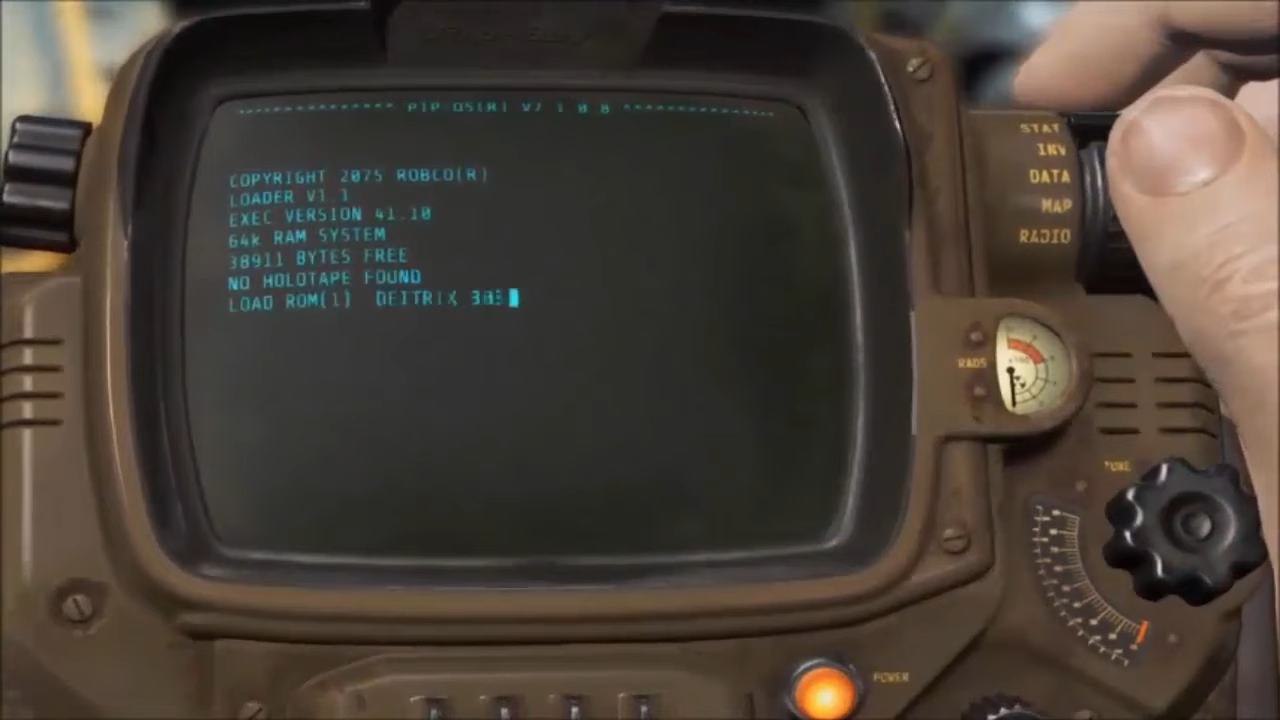 ************ PIP-OS(R) V7.1.0.8 ************
COPYRIGHT 2075 ROBCO(R)
LOADER V1.1
EXEC VERSION 41.10
64k RAM SYSTEM
38911 BYTES FREE
NO HOLOTAPE FOUND
LOAD ROM(1) DEITRIX 303
STAT
INV
DATA
MAP
RADIO
RADS
TUNE
POWER